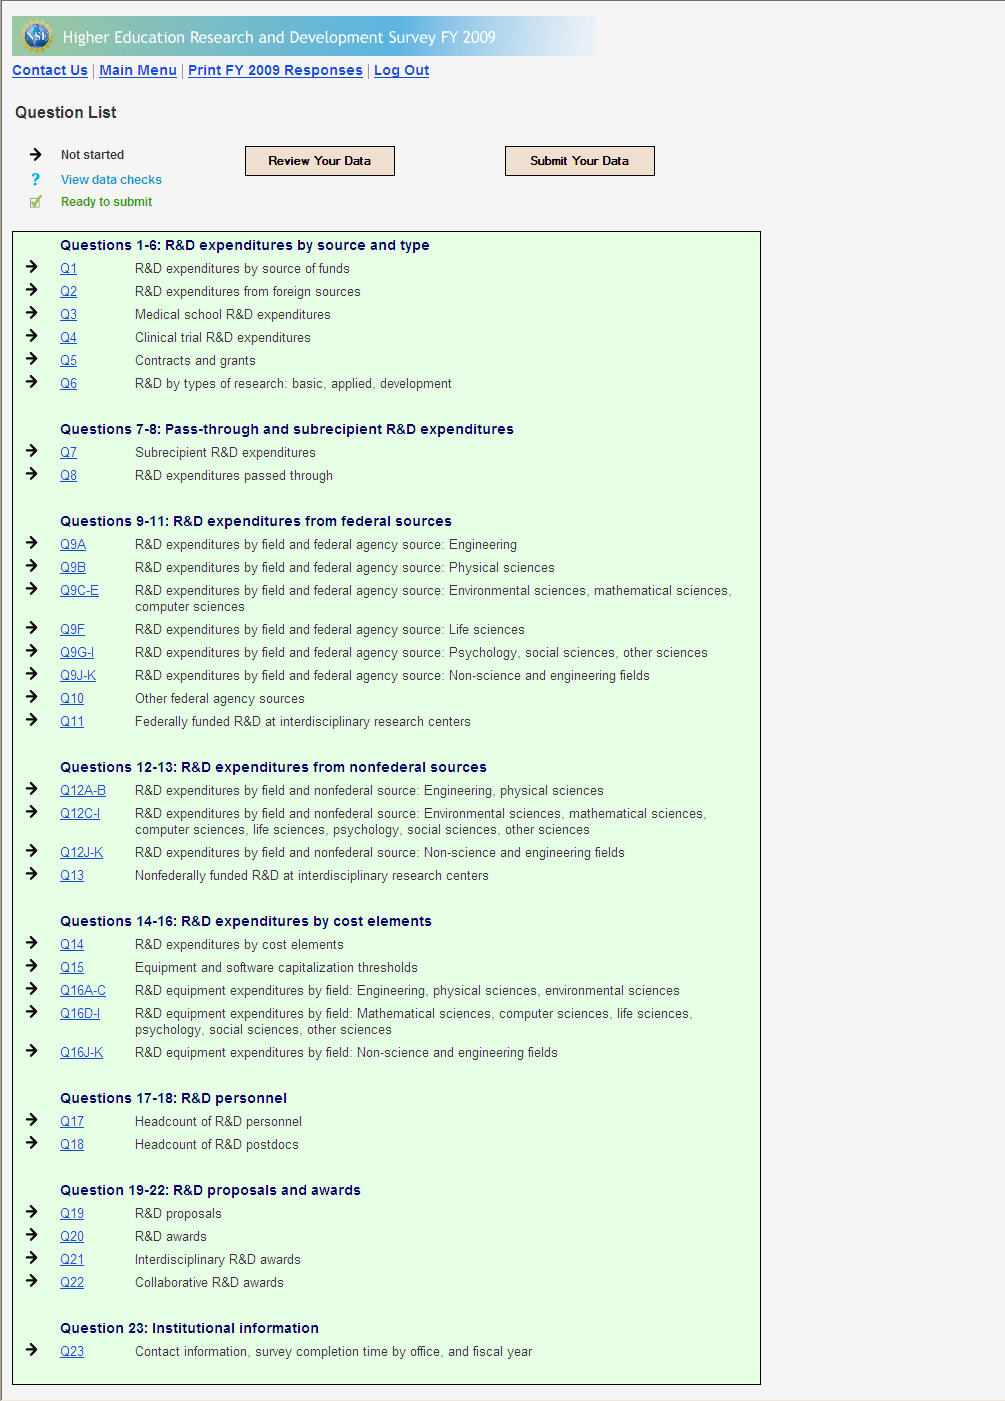 NSF Higher Education Research and Development Survey FY 2009
Contact Us | Main Menu | Print FY 2009 Responses | Log Out
Question List
Not started
Review Your Data
Submit Your Data
? View data checks
Ready to submit
Questions 1-6: R&D expenditures by source and type
Q1 R&D expenditures by source of funds
Q2 R&D expenditures from foreign sources
Q3 Medical school R&D expenditures
Q4 Clinical trial R&D expenditures
Q5 Contracts and grants
Q6 R&D by types of research: basic, applied, development
Questions 7-8: Pass-through and subrecipient R&D expenditures
Q7 Subrecipient R&D expenditures
Q8 R&D expenditures passed through
Questions 9-11: R&D expenditures from federal sources
Q9A R&D expenditures by field and federal agency source: Engineering
Q9B R&D expenditures by field and federal agency source: Physical sciences
Q9C-E R&D expenditures by field and federal agency source: Environmental sciences, mathematical sciences,
computer sciences
Q9F R&D expenditures by field and federal agency source: Life sciences
Q9G-I R&D expenditures by field and federal agency source: Psychology, social sciences, other sciences
Q9J-K R&D expenditures by field and federal agency source: Non-science and engineering fields
Q10 Other federal agency sources
Q11 Federally funded R&D at interdisciplinary research centers
Questions 12-13: R&D expenditures from nonfederal sources
Q12A-B R&D expenditures by field and nonfederal source: Engineering, physical sciences
Q12C-I R&D expenditures by field and nonfederal source: Environmental sciences, mathematical sciences,
computer sciences, life sciences, psychology, social sciences, other sciences
Q12J-K R&D expenditures by field and nonfederal source: Non-science and engineering fields
Q13 Nonfederally funded R&D at interdisciplinary research centers
Questions 14-16: R&D expenditures by cost elements
Q14 R&D expenditures by cost elements
Q15 Equipment and software capitalization thresholds
Q16A-C R&D equipment expenditures by field: Engineering, physical sciences, environmental sciences
Q16D-I R&D equipment expenditures by field: Mathematical sciences, computer sciences, life sciences,
psychology, social sciences, other sciences
Q16J-K R&D equipment expenditures by field: Non-science and engineering fields
Questions 17-18: R&D personnel
Q17 Headcount of R&D personnel
Q18 Headcount of R&D postdocs
Question 19-22: R&D proposals and awards
Q19 R&D proposals
Q20 R&D awards
Q21 Interdisciplinary R&D awards
Q22 Collaborative R&D awards
Question 23: Institutional information
Q23 Contact information, survey completion time by office, and fiscal year